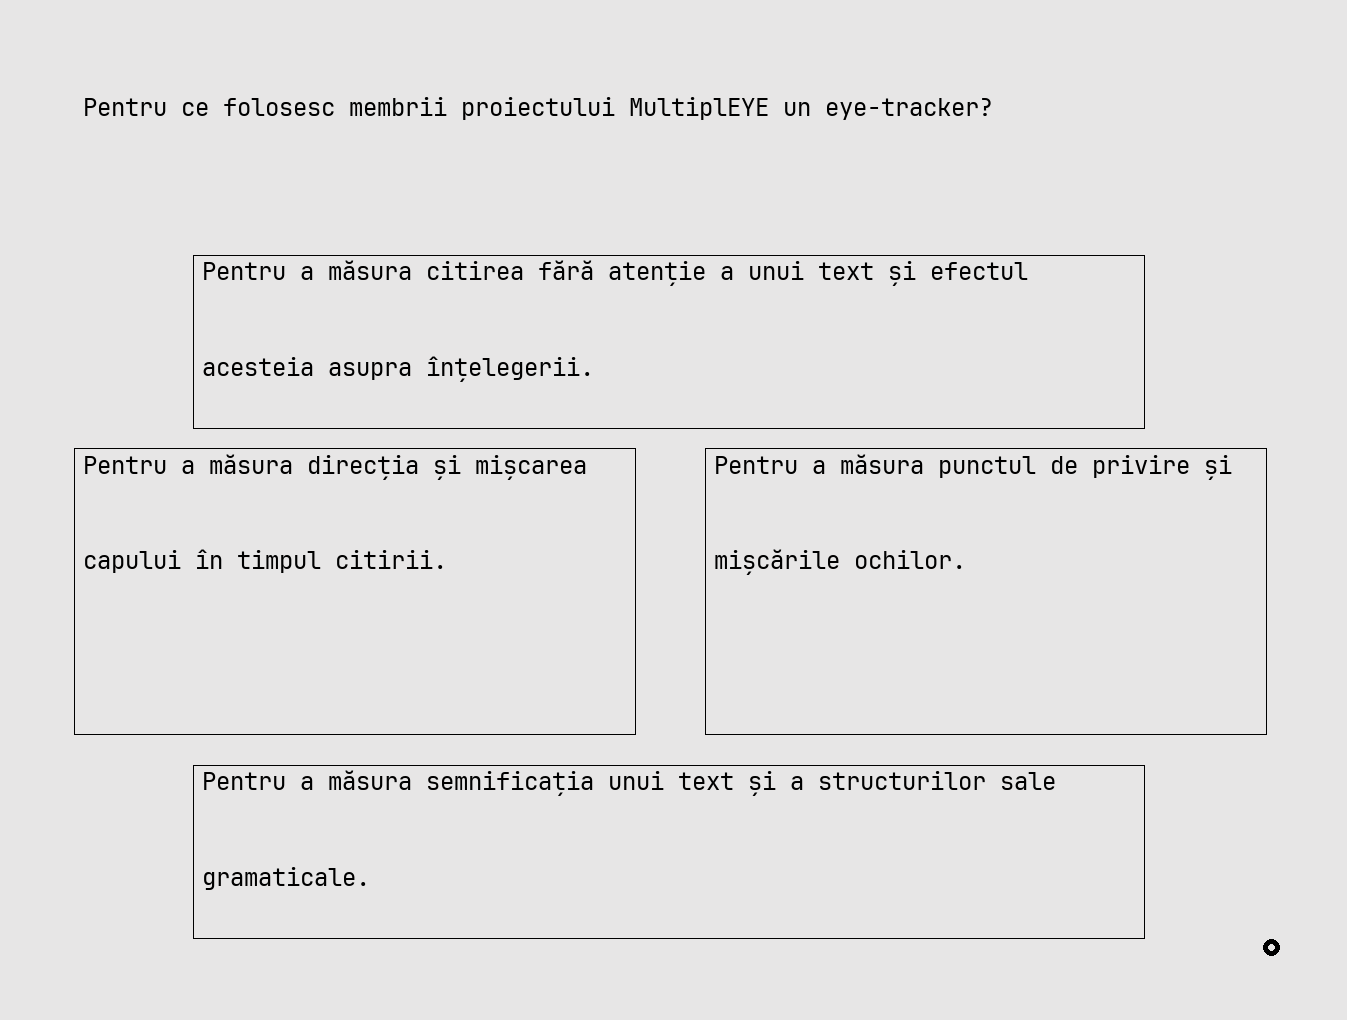 Pentru ce folosesc membrii proiectului MultiplEYE un eye-tracker?
Pentru a măsura citirea fără atenție a unui text și efectul
acesteia asupra înțelegerii.
Pentru a măsura direcția și mișcarea
capului în timpul citirii.
Pentru a măsura punctul de privire și
mișcările ochilor.
Pentru a măsura semnificația unui text și a structurilor sale
gramaticale.